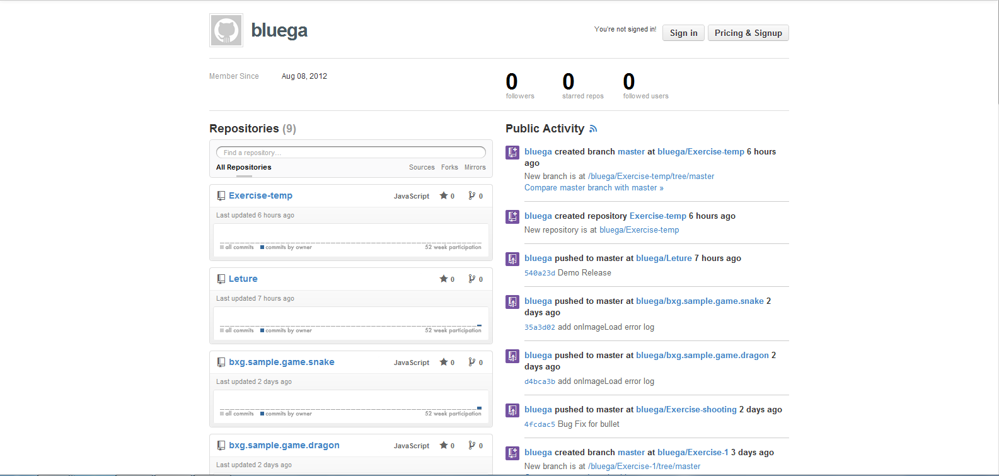 bluega
You're not signed in!
Sign in
Pricing & Signup
Member Since Aug 08, 2012
0
followers
0
starred repos
0
followed users
Repositories (9)
Find a repository...
All Repositories
Sources Forks Mirrors
Exercise-temp JavaScript 0 0
Last updated 6 hours ago
all commits commits by owner 52 week participation
Leture 0 0
Last updated 7 hours ago
all commits commits by owner 52 week participation
bxg.sample.game.snake JavaScript 0 0
Last updated 2 days ago
all commits commits by owner 52 week participation
bxg.sample.game.dragon JavaScript 0 0
Last updated 2 days ago
Public Activity
bluega created branch master at bluega/Exercise-temp 6 hours
ago
New branch is at /bluega/Exercise-temp/tree/master
Compare master branch with master »
bluega created repository Exercise-temp 6 hours ago
New repository is at bluega/Exercise-temp
bluega pushed to master at bluega/Leture 7 hours ago
540a23d Demo Release
bluega pushed to master at bluega/bxg.sample.game.snake 2
days ago
35a3d02 add onImageLoad error log
bluega pushed to master at bluega/bxg.sample.game.dragon 2
days ago
d4bca3b add onImageLoad error log
bluega pushed to master at bluega/Exercise-shooting 2 days ago
4fcdac5 Bug Fix for bullet
bluega created branch master at bluega/Exercise-1 3 days ago
New branch is at /bluega/Exercise-1/tree/master